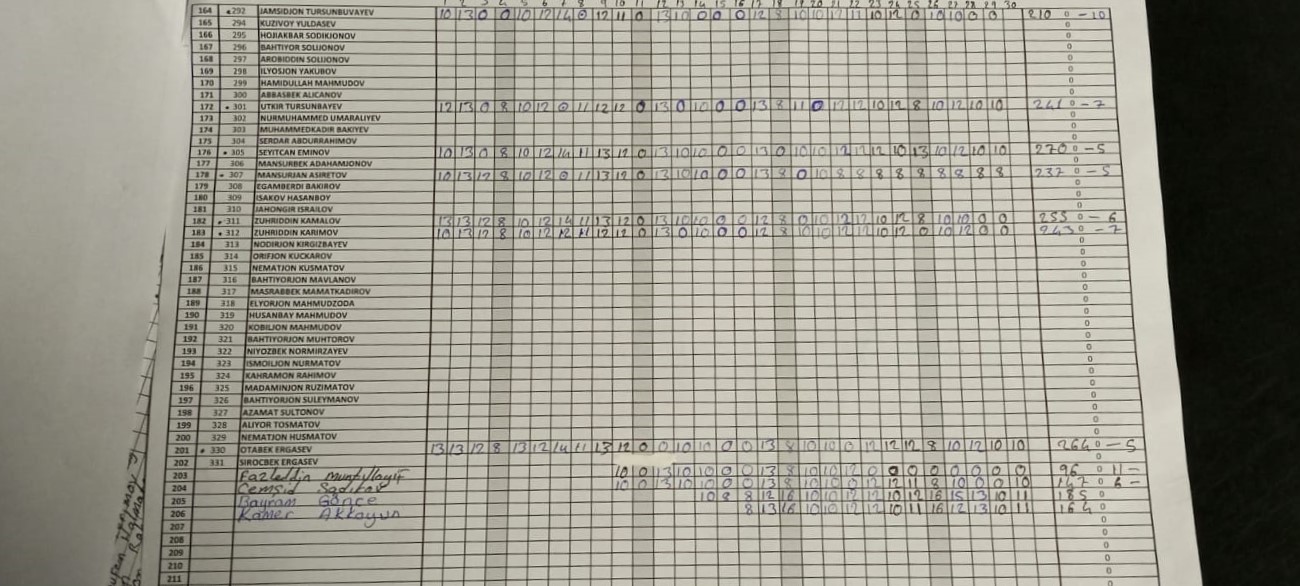 164 292 JAMSIDJON TURSUNBUVAYEV 10 13 0 0 10 12 14 0 12 11 0 13 10 0 0 0 12 8 10 10 12 11 10 12 0 10 10 0 0 210 0 - 10
165 294 KUZIVOY YULDASEV 0
166 295 HOJIAKBAR SODIKJONOV 0
167 296 BAHTIYOR SOLIJONOV 0
168 297 AROBIDDIN SOLIJONOV 0
169 298 ILYOSJON YAKUBOV 0
170 299 HAMIDULLAH MAHMUDOV 0
171 300 ABBASBEK ALICANOV 0
172 301 UTKIR TURSUNBAYEV 12 13 0 8 10 12 0 11 12 12 0 13 0 10 0 0 13 8 11 0 12 12 10 12 8 10 12 10 10 241 0 - 7
173 302 NURMUHAMMED UMARALIYEV 0
174 303 MUHAMMEDKADIR BAKIYEV 0
175 304 SERDAR ABDURRAHIMOV 0
176 305 SEYITCAN EMINOV 10 13 0 8 10 12 14 11 13 12 0 13 10 10 0 0 13 0 10 10 12 12 12 10 13 10 12 10 10 270 0 - 5
177 306 MANSURBEK ADAHAMJONOV 0
178 307 MANSURJAN ASIRETOV 10 13 12 8 10 12 0 11 13 12 0 13 10 10 0 0 13 8 0 10 8 8 8 8 8 8 8 8 8 237 0 - 5
179 308 EGAMBERDI BAKIROV 0
180 309 ISAKOV HASANBOY 0
181 310 JAHONGIR ISRAILOV 0
182 311 ZUHRIDDIN KAMALOV 13 13 12 8 10 12 14 11 13 12 0 13 10 10 0 0 12 8 0 10 12 12 10 12 8 10 10 0 0 255 0 - 6
183 312 ZUHRIDDIN KARIMOV 10 13 12 8 10 12 12 11 12 12 0 13 0 10 0 0 12 8 10 10 12 12 10 12 0 10 12 0 0 243 0 - 7
184 313 NODIRJON KIRGIZBAYEV 0
185 314 ORIFJON KUCKAROV 0
186 315 NEMATJON KUSMATOV 0
187 316 BAHTIYORJON MAVLANOV 0
188 317 MASRABBEK MAMATKADIROV 0
189 318 ELYORJON MAHMUDZODA 0
190 319 HUSANBAY MAHMUDOV 0
191 320 KOBILJON MAHMUDOV 0
192 321 BAHTIYORJON MUHTOROV 0
193 322 NIYOZBEK NORMIRZAYEV 0
194 323 ISMOILJON NURMATOV 0
195 324 KAHRAMON RAHIMOV 0
196 325 MADAMINJON RUZIMATOV 0
197 326 BAHTIYORJON SULEYMANOV 0
198 327 AZAMAT SULTONOV 0
199 328 ALIYOR TOSMATOV 0
200 329 NEMATJON HUSMATOV 0
201 330 OTABEK ERGASEV 13 13 12 8 13 12 14 11 13 12 0 0 10 10 0 0 13 8 10 10 0 12 12 12 8 10 12 10 10 264 0 - 5
202 331 SIROCBEK ERGASEV
203 Fazleddin 10 0 13 10 10 0 0 13 8 10 10 12 0 0 0 0 0 0 0 96 0 11 -
204 Cemşid 10 0 10 10 0 0 12 8 10 10 0 12 12 11 8 10 0 0 10 147 0 6 -
205 Bayram Gönce 10 8 8 12 16 10 10 12 12 10 12 16 15 13 10 11 185 0
206 Kamer Akkoyun 8 13 16 10 10 12 12 10 11 16 12 13 10 11 164 0
207 0
208 0
209 0
210 0
211 0